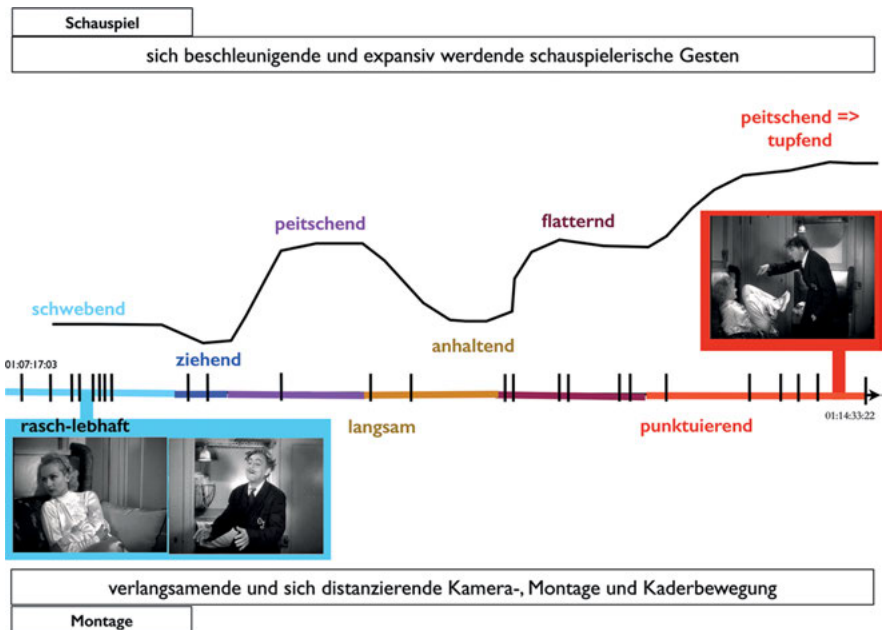 Schauspiel
sich beschleunigende und expansiv werdende schauspielerische Gesten
peitschend =>
tupfend
flatternd
peitschend
schwebend
ziehend
anhaltend
01:07:17:03
01:14:33:22
rasch-lebhaft
langsam
punktuierend
verlangsamende und sich distanzierende Kamera-, Montage und Kaderbewegung
Montage